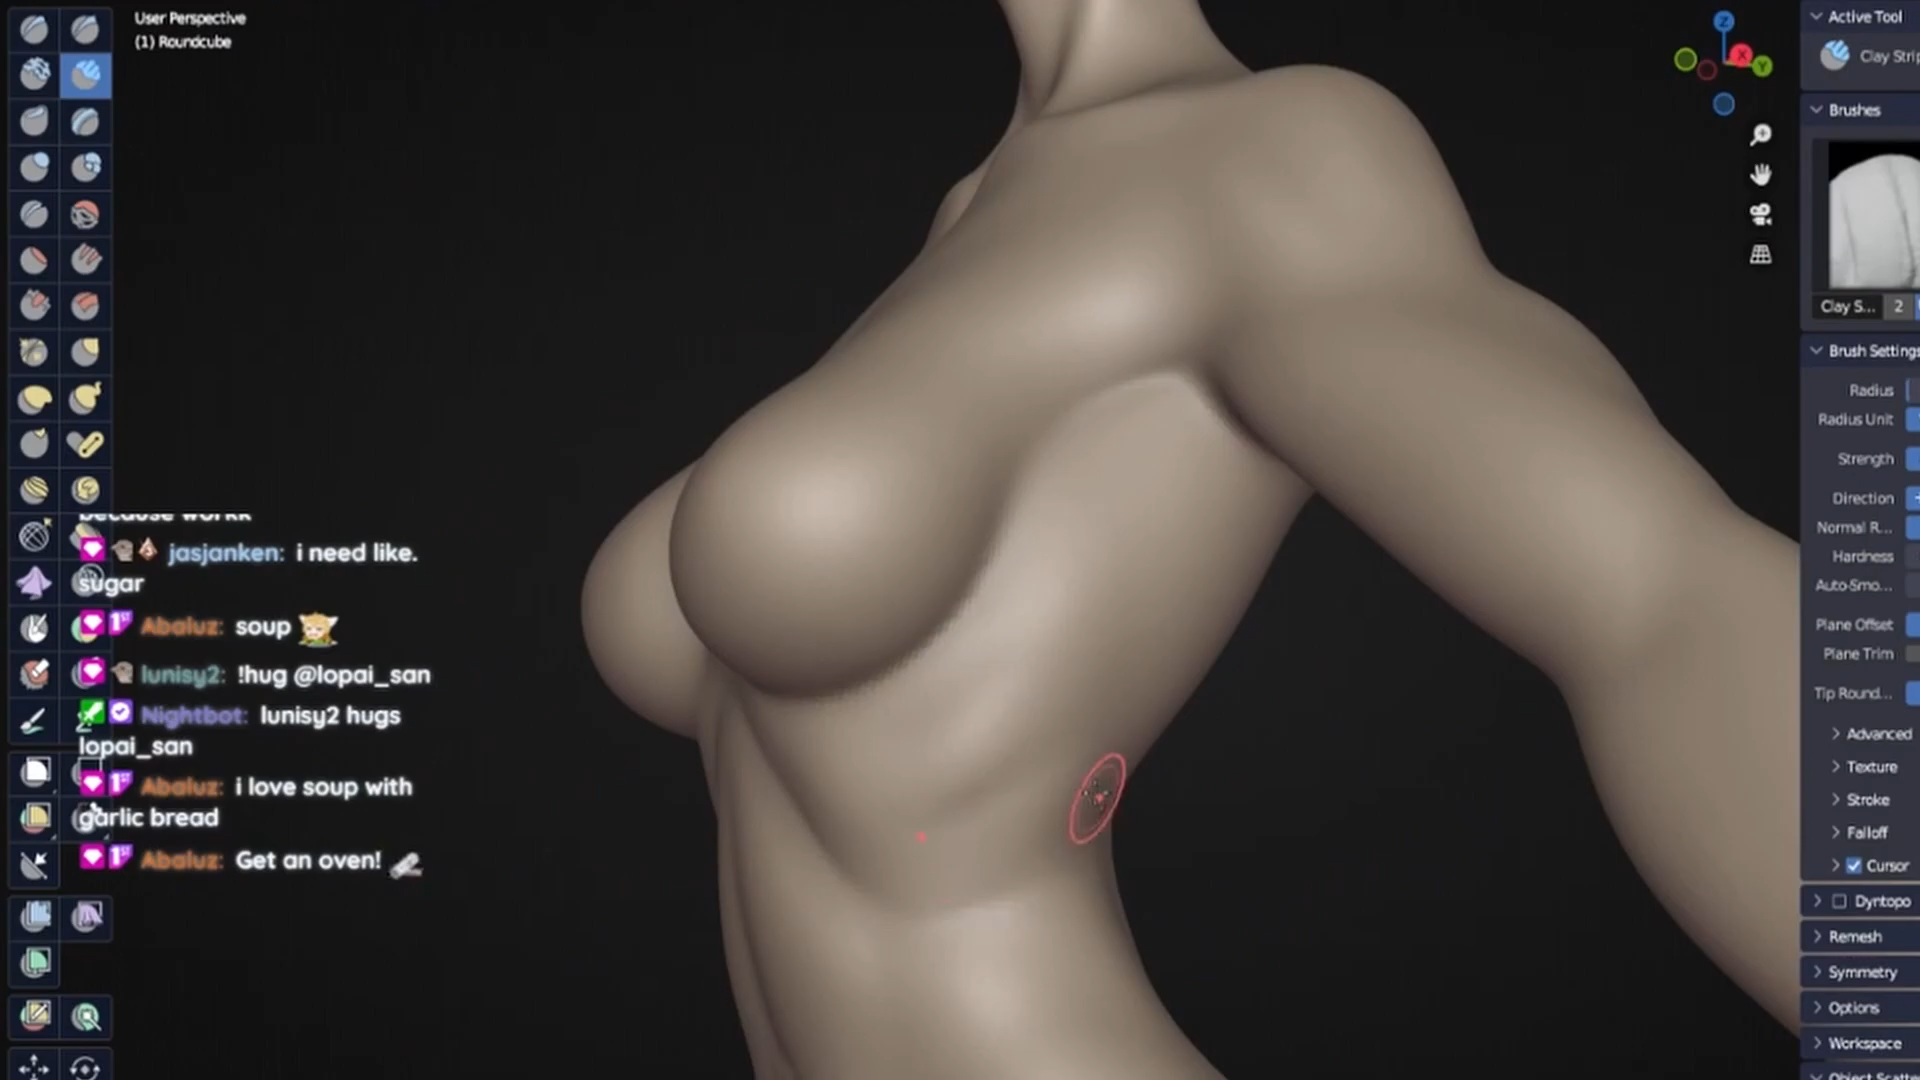 User Perspective
(1) Roundcube
Z
X
Y
because workk
jasjanken: i need like.
sugar
Abaluz: soup
lunisy2: !hug @lopai_san
Nightbot: lunisy2 hugs
lopai_san
Abaluz: i love soup with
garlic bread
Abaluz: Get an oven!
Active Tool
Clay Strip
Brushes
Clay S... 2
Brush Settings
Radius
Radius Unit
Strength
Direction
Normal R...
Hardness
Auto-Smo...
Plane Offset
Plane Trim
Tip Round...
Advanced
Texture
Stroke
Falloff
Cursor
Dyntopo
Remesh
Symmetry
Options
Workspace